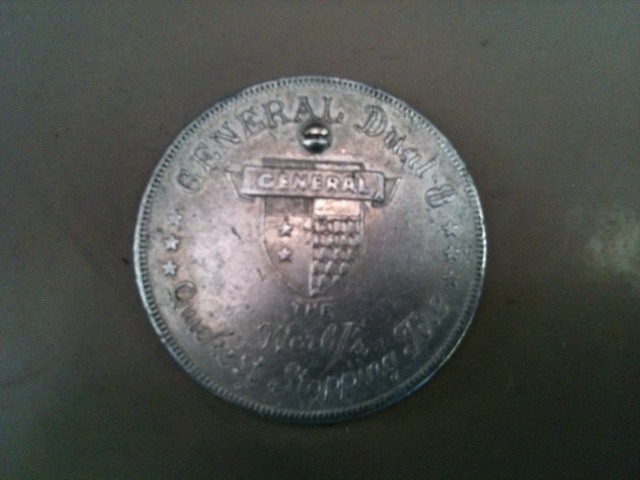 GENERAL Dual 8
GENERAL
THE
World's
Quickest Stopping Tire